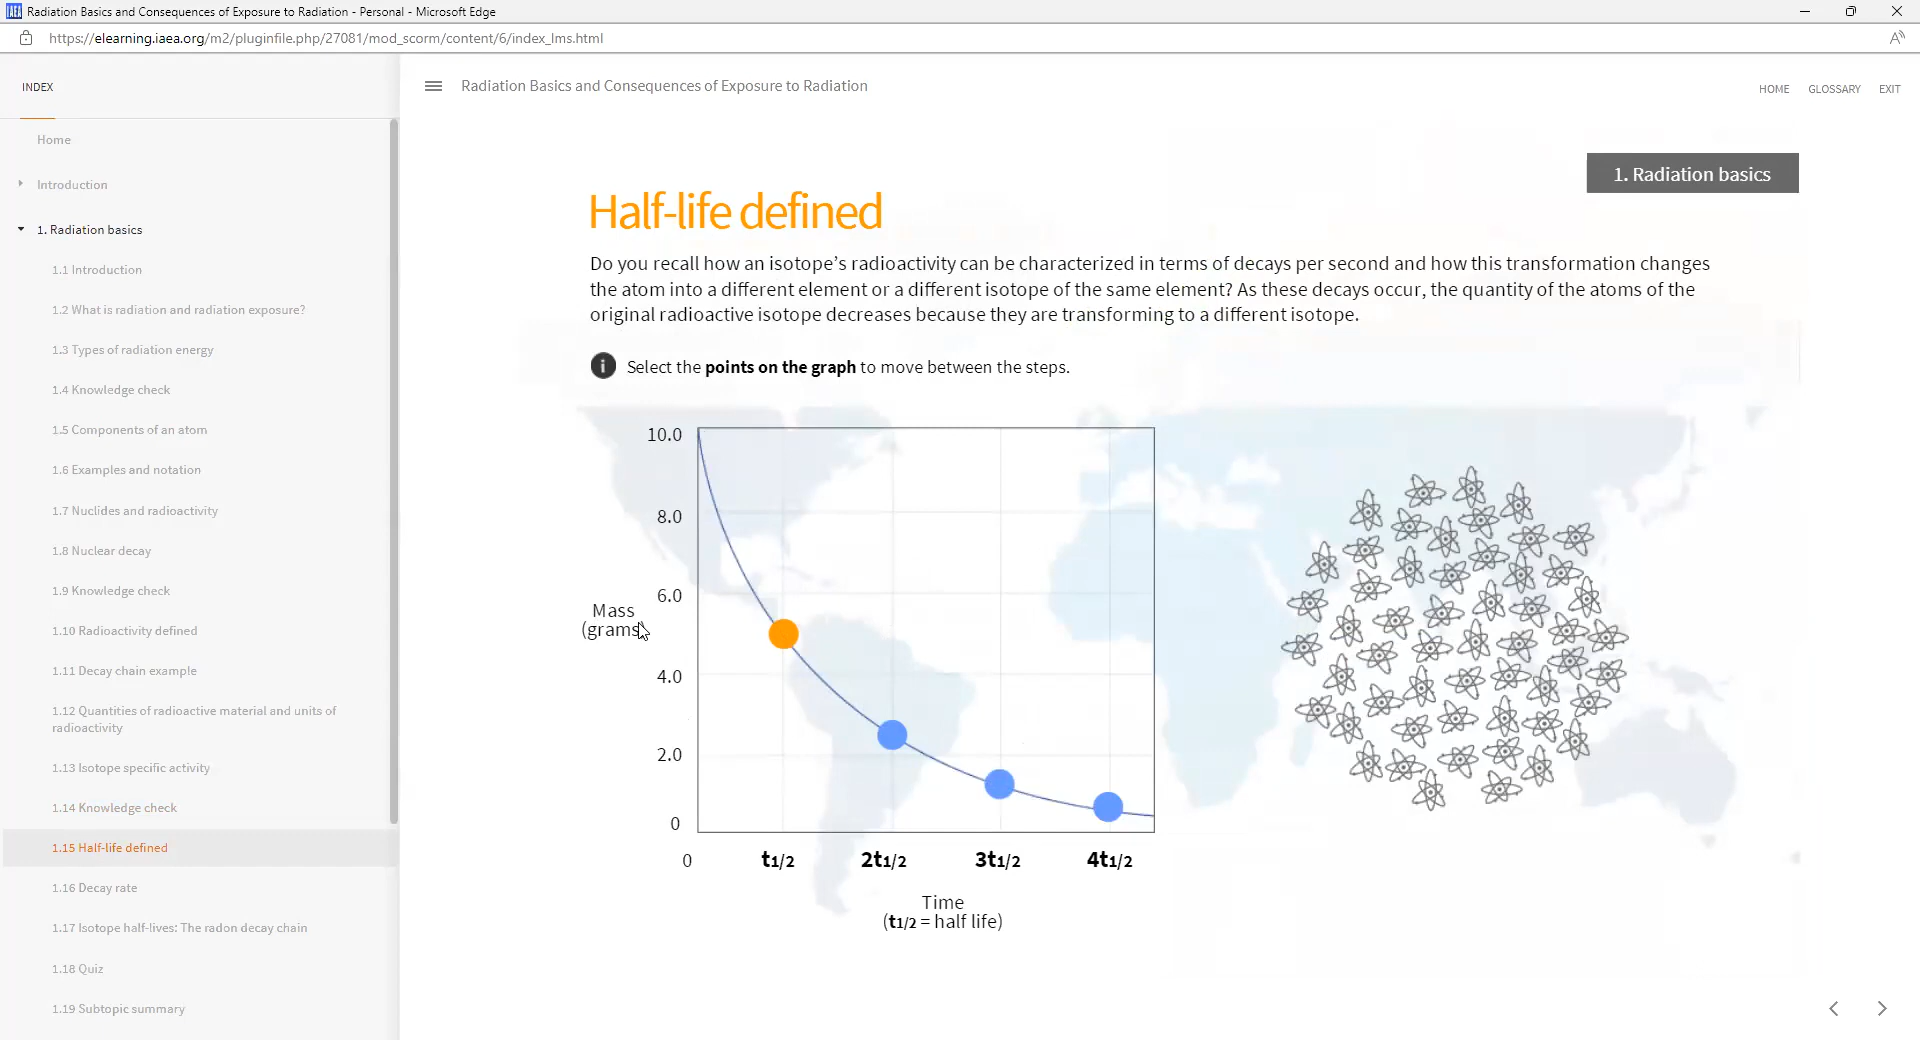 Radiation Basics and Consequences of Exposure to Radiation - Personal - Microsoft Edge
https://elearning.iaea.org/m2/pluginfile.php/27081/mod_scorm/content/6/index_lms.html
INDEX
Home
Introduction
1. Radiation basics
1.1 Introduction
1.2 What is radiation and radiation exposure?
1.3 Types of radiation energy
1.4 Knowledge check
1.5 Components of an atom
1.6 Examples and notation
1.7 Nuclides and radioactivity
1.8 Nuclear decay
1.9 Knowledge check
1.10 Radioactivity defined
1.11 Decay chain example
1.12 Quantities of radioactive material and units of
radioactivity
1.13 Isotope specific activity
1.14 Knowledge check
1.15 Half-life defined
1.16 Decay rate
1.17 Isotope half-lives: The radon decay chain
1.18 Quiz
1.19 Subtopic summary
Radiation Basics and Consequences of Exposure to Radiation
HOME GLOSSARY EXIT
1. Radiation basics
Half-life defined
Do you recall how an isotope's radioactivity can be characterized in terms of decays per second and how this transformation changes
the atom into a different element or a different isotope of the same element? As these decays occur, the quantity of the atoms of the
original radioactive isotope decreases because they are transforming to a different isotope.
i Select the points on the graph to move between the steps.
10.0
8.0
6.0
Mass
(grams)
4.0
2.0
0
0 t1/2 2t1/2 3t1/2 4t1/2
Time
(t1/2 = half life)